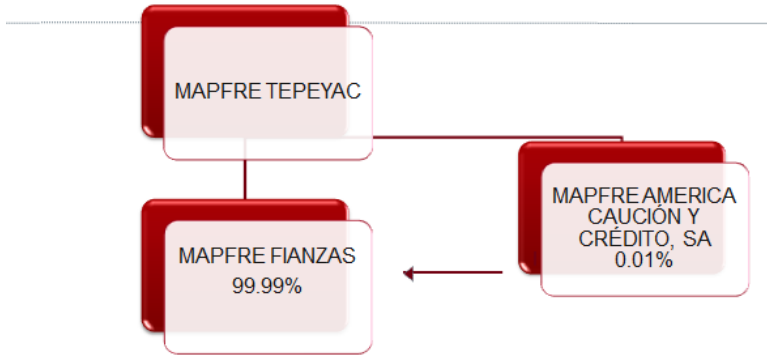 MAPFRE TEPEYAC
MAPFRE AMERICA
CAUCIÓN Y
CRÉDITO, SA
0.01%
MAPFRE FIANZAS
99.99%